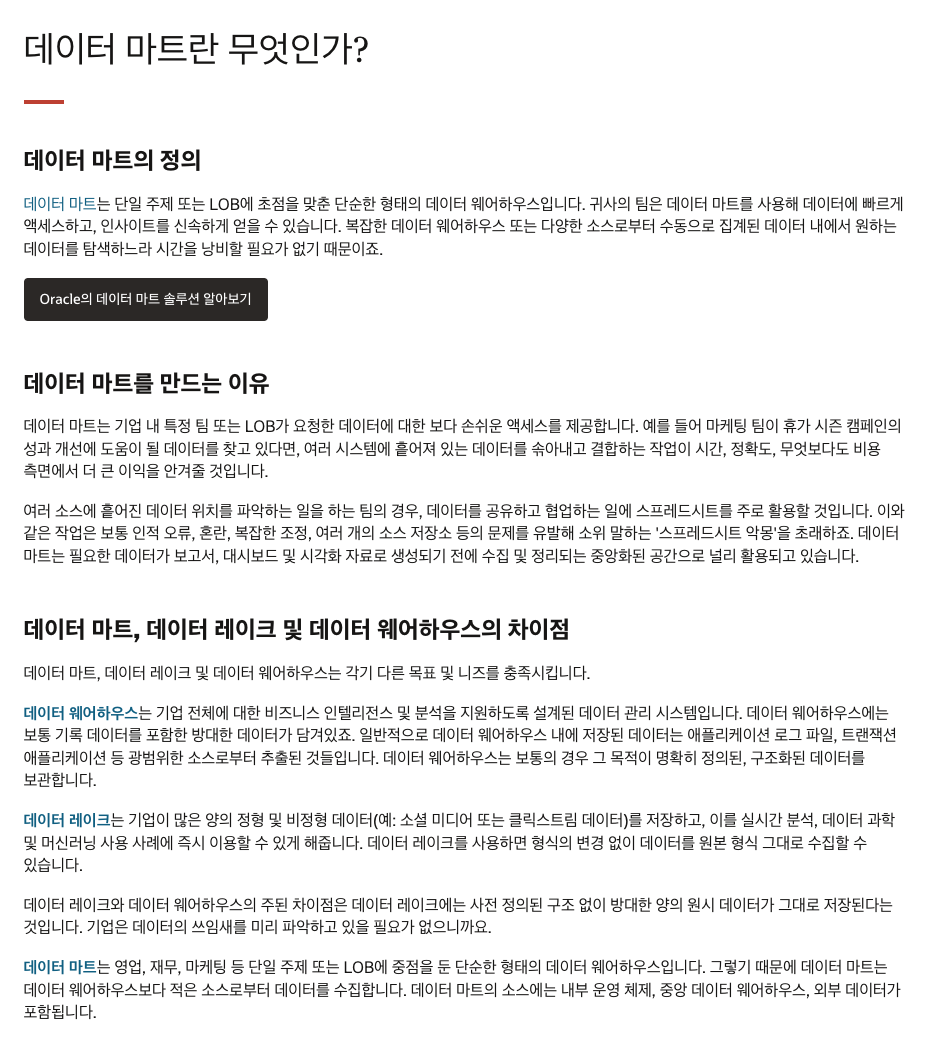 데이터 마트란 무엇인가?
데이터 마트의 정의
데이터 마트는 단일 주제 또는 LOB에 초점을 맞춘 단순한 형태의 데이터 웨어하우스입니다. 귀사의 팀은 데이터 마트를 사용해 데이터에 빠르게
액세스하고, 인사이트를 신속하게 얻을 수 있습니다. 복잡한 데이터 웨어하우스 또는 다양한 소스로부터 수동으로 집계된 데이터 내에서 원하는
데이터를 탐색하느라 시간을 낭비할 필요가 없기 때문이죠.
Oracle의 데이터 마트 솔루션 알아보기
데이터 마트를 만드는 이유
데이터 마트는 기업 내 특정 팀 또는 LOB가 요청한 데이터에 대한 보다 손쉬운 액세스를 제공합니다. 예를 들어 마케팅 팀이 휴가 시즌 캠페인의
성과 개선에 도움이 될 데이터를 찾고 있다면, 여러 시스템에 흩어져 있는 데이터를 솎아내고 결합하는 작업이 시간, 정확도, 무엇보다도 비용
측면에서 더 큰 이익을 안겨줄 것입니다.
여러 소스에 흩어진 데이터 위치를 파악하는 일을 하는 팀의 경우, 데이터를 공유하고 협업하는 일에 스프레드시트를 주로 활용할 것입니다. 이와
같은 작업은 보통 인적 오류, 혼란, 복잡한 조정, 여러 개의 소스 저장소 등의 문제를 유발해 소위 말하는 '스프레드시트 악몽'을 초래하죠. 데이터
마트는 필요한 데이터가 보고서, 대시보드 및 시각화 자료로 생성되기 전에 수집 및 정리되는 중앙화된 공간으로 널리 활용되고 있습니다.
데이터 마트, 데이터 레이크 및 데이터 웨어하우스의 차이점
데이터 마트, 데이터 레이크 및 데이터 웨어하우스는 각기 다른 목표 및 니즈를 충족시킵니다.
데이터 웨어하우스는 기업 전체에 대한 비즈니스 인텔리전스 및 분석을 지원하도록 설계된 데이터 관리 시스템입니다. 데이터 웨어하우스에는
보통 기록 데이터를 포함한 방대한 데이터가 담겨있죠. 일반적으로 데이터 웨어하우스 내에 저장된 데이터는 애플리케이션 로그 파일, 트랜잭션
애플리케이션 등 광범위한 소스로부터 추출된 것들입니다. 데이터 웨어하우스는 보통의 경우 그 목적이 명확히 정의된, 구조화된 데이터를
보관합니다.
데이터 레이크는 기업이 많은 양의 정형 및 비정형 데이터(예: 소셜 미디어 또는 클릭스트림 데이터)를 저장하고, 이를 실시간 분석, 데이터 과학
및 머신러닝 사용 사례에 즉시 이용할 수 있게 해줍니다. 데이터 레이크를 사용하면 형식의 변경 없이 데이터를 원본 형식 그대로 수집할 수
있습니다.
데이터 레이크와 데이터 웨어하우스의 주된 차이점은 데이터 레이크에는 사전 정의된 구조 없이 방대한 양의 원시 데이터가 그대로 저장된다는
것입니다. 기업은 데이터의 쓰임새를 미리 파악하고 있을 필요가 없으니까요.
데이터 마트는 영업, 재무, 마케팅 등 단일 주제 또는 LOB에 중점을 둔 단순한 형태의 데이터 웨어하우스입니다. 그렇기 때문에 데이터 마트는
데이터 웨어하우스보다 적은 소스로부터 데이터를 수집합니다. 데이터 마트의 소스에는 내부 운영 체제, 중앙 데이터 웨어하우스, 외부 데이터가
포함됩니다.